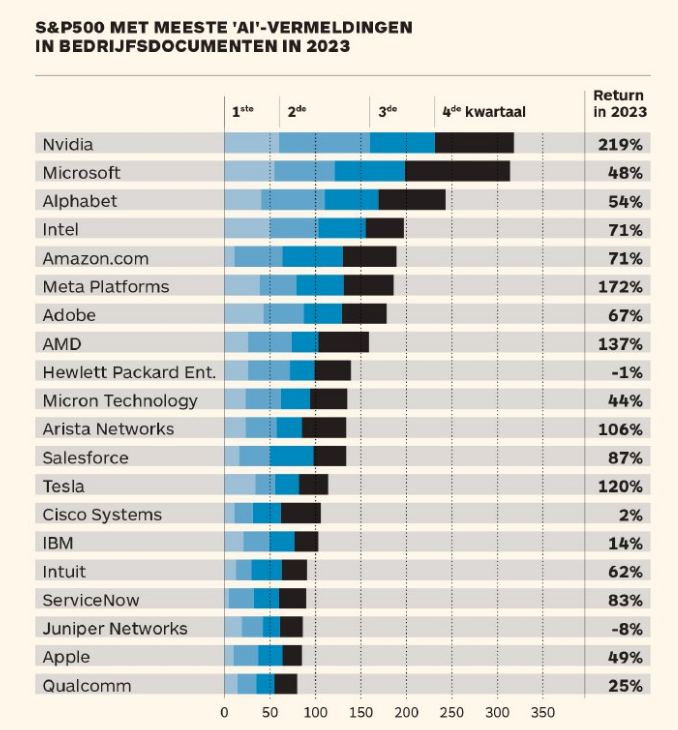 S&P500 MET MEESTE 'AI'-VERMELDINGEN
IN BEDRIJFSDOCUMENTEN IN 2023
Return
1ste 2de 3de 4de kwartaal in 2023
Nvidia 219%
Microsoft 48%
Alphabet 54%
Intel 71%
Amazon.com 71%
Meta Platforms 172%
Adobe 67%
AMD 137%
Hewlett Packard Ent. -1%
Micron Technology 44%
Arista Networks 106%
Salesforce 87%
Tesla 120%
Cisco Systems 2%
IBM 14%
Intuit 62%
ServiceNow 83%
Juniper Networks -8%
Apple 49%
Qualcomm 25%
0 50 100 150 200 250 300 350